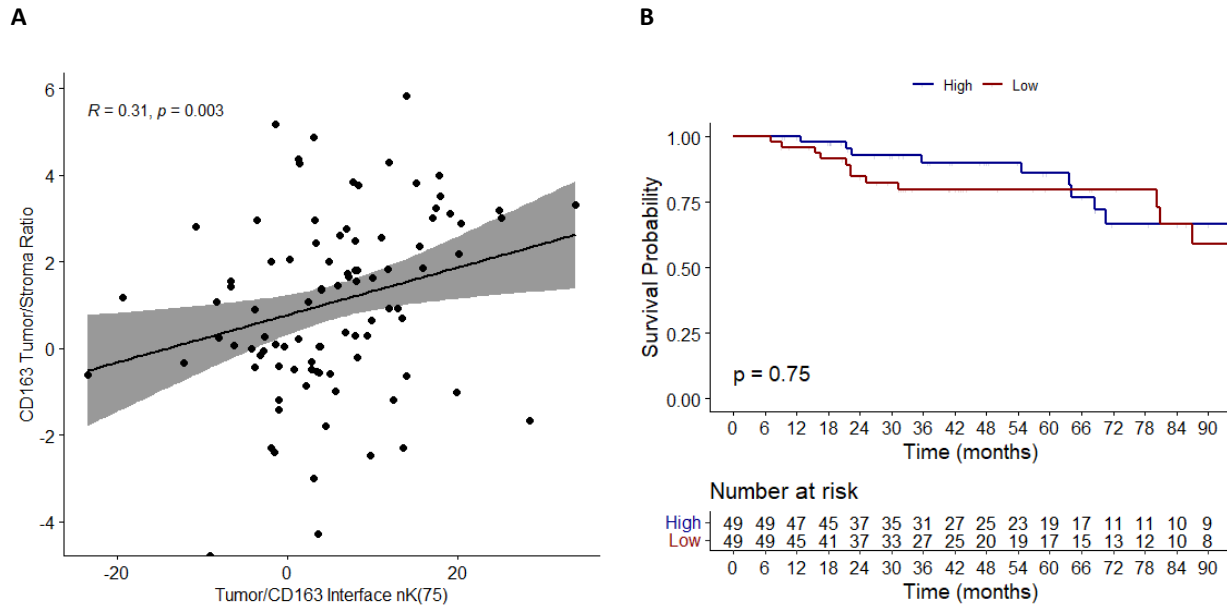 A
B
CD163 Tumor/Stroma Ratio
6
4
2
0
-2
-4
R = 0.31, p = 0.003
-20 0 20
Tumor/CD163 Interface nK(75)
High Low
Survival Probability
1.00
0.75
0.50
0.25
0.00
p = 0.75
0 6 12 18 24 30 36 42 48 54 60 66 72 78 84 90
Time (months)
Number at risk
High 49 49 47 45 37 35 31 27 25 23 19 17 11 11 10 9
Low 49 49 45 41 37 33 27 25 20 19 17 15 13 12 10 8
0 6 12 18 24 30 36 42 48 54 60 66 72 78 84 90
Time (months)